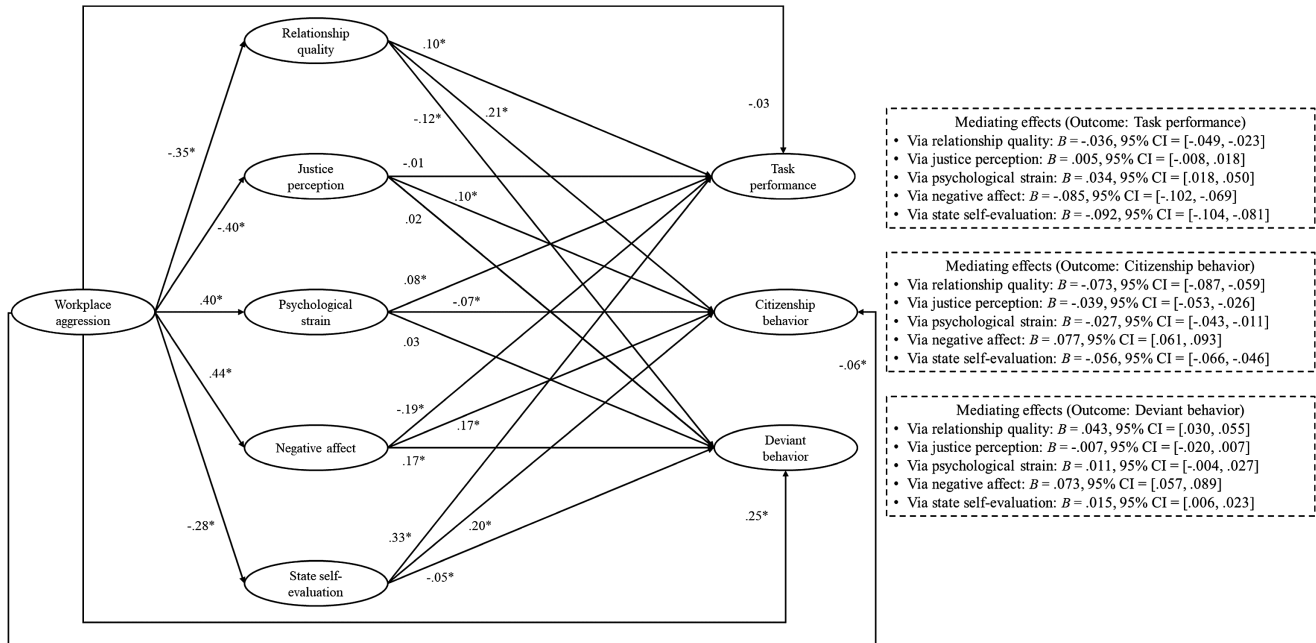 Relationship
quality
.10*
-.03
-.12*
.21*
-.35*
Justice
perception
-.01
Task
performance
.10*
-.40*
.02
Workplace
aggression
.40*
Psychological
strain
.08*
-.07*
.03
Citizenship
behavior
-.06*
.44*
-.19*
.17*
Negative affect
.17*
Deviant
behavior
-.28*
.25*
.20*
.33*
-.05*
State self-
evaluation
Mediating effects (Outcome: Task performance)
• Via relationship quality: B = -.036, 95% CI = [-.049, -.023]
• Via justice perception: B = .005, 95% CI = [-.008, .018]
• Via psychological strain: B = .034, 95% CI = [.018, .050]
• Via negative affect: B = -.085, 95% CI = [-.102, -.069]
• Via state self-evaluation: B = -.092, 95% CI = [-.104, -.081]
Mediating effects (Outcome: Citizenship behavior)
• Via relationship quality: B = -.073, 95% CI = [-.087, -.059]
• Via justice perception: B = -.039, 95% CI = [-.053, -.026]
• Via psychological strain: B = -.027, 95% CI = [-.043, -.011]
• Via negative affect: B = .077, 95% CI = [.061, .093]
• Via state self-evaluation: B = -.056, 95% CI = [-.066, -.046]
Mediating effects (Outcome: Deviant behavior)
• Via relationship quality: B = .043, 95% CI = [.030, .055]
• Via justice perception: B = -.007, 95% CI = [-.020, .007]
• Via psychological strain: B = .011, 95% CI = [-.004, .027]
• Via negative affect: B = .073, 95% CI = [.057, .089]
• Via state self-evaluation: B = .015, 95% CI = [.006, .023]